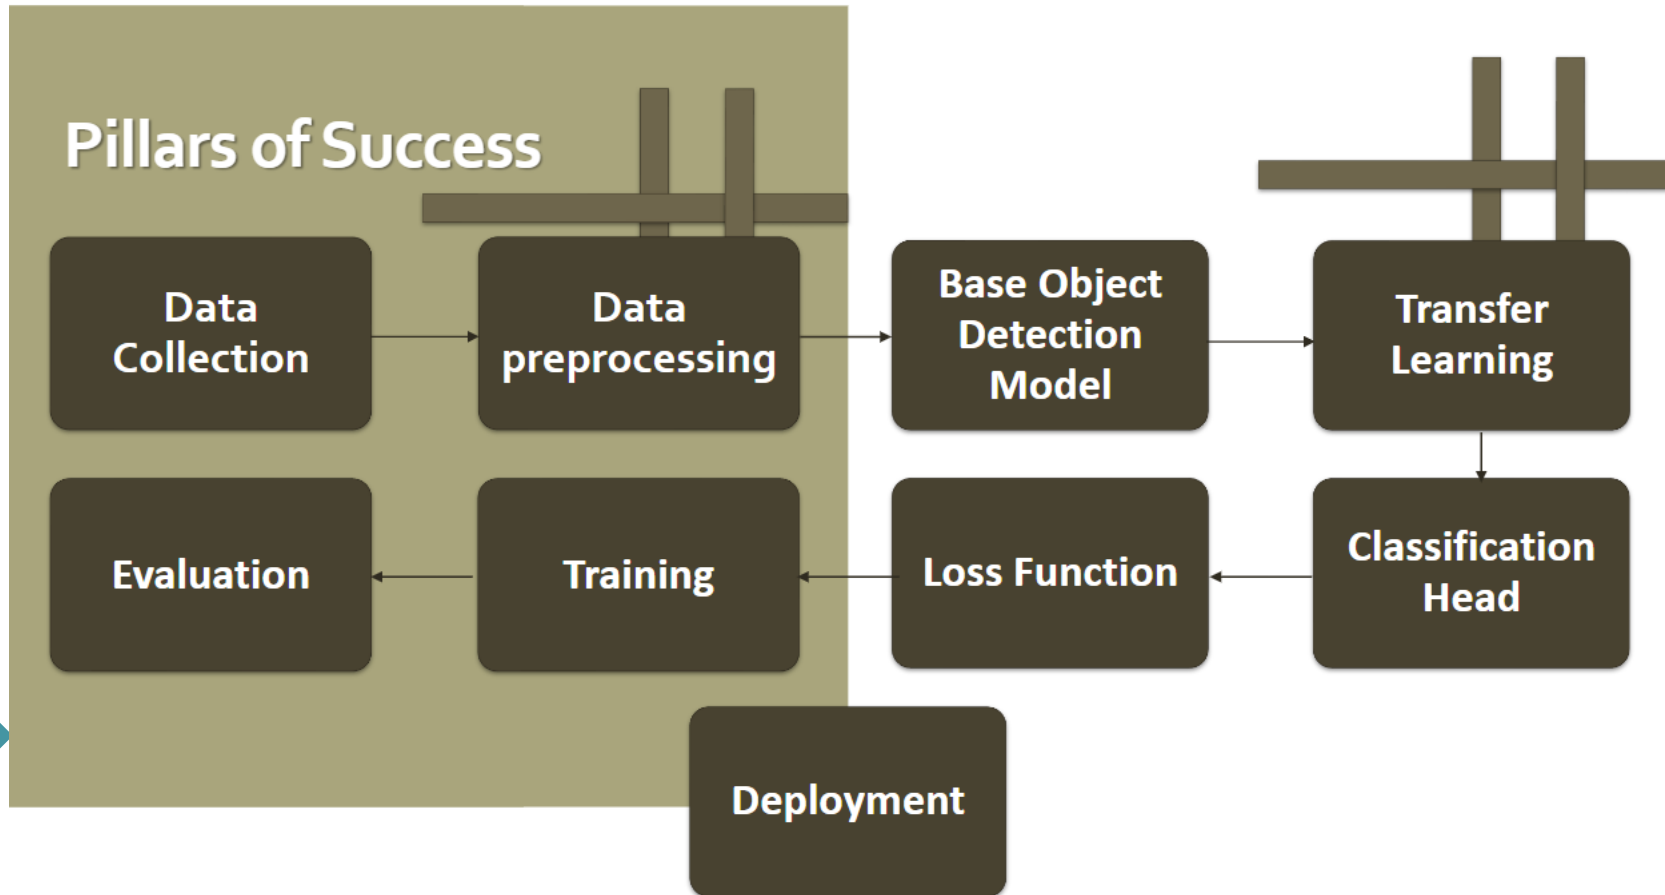 Pillars of Success
Data
Collection
Data
preprocessing
Base Object
Detection
Model
Transfer
Learning
Classification
Head
Loss Function
Training
Evaluation
Deployment